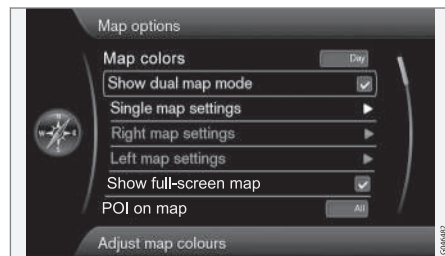 Map options
Map colors
Day
Show dual map mode
Single map settings
Right map settings
Left map settings
Show full-screen map
POI on map
All
Adjust map colours
G046482